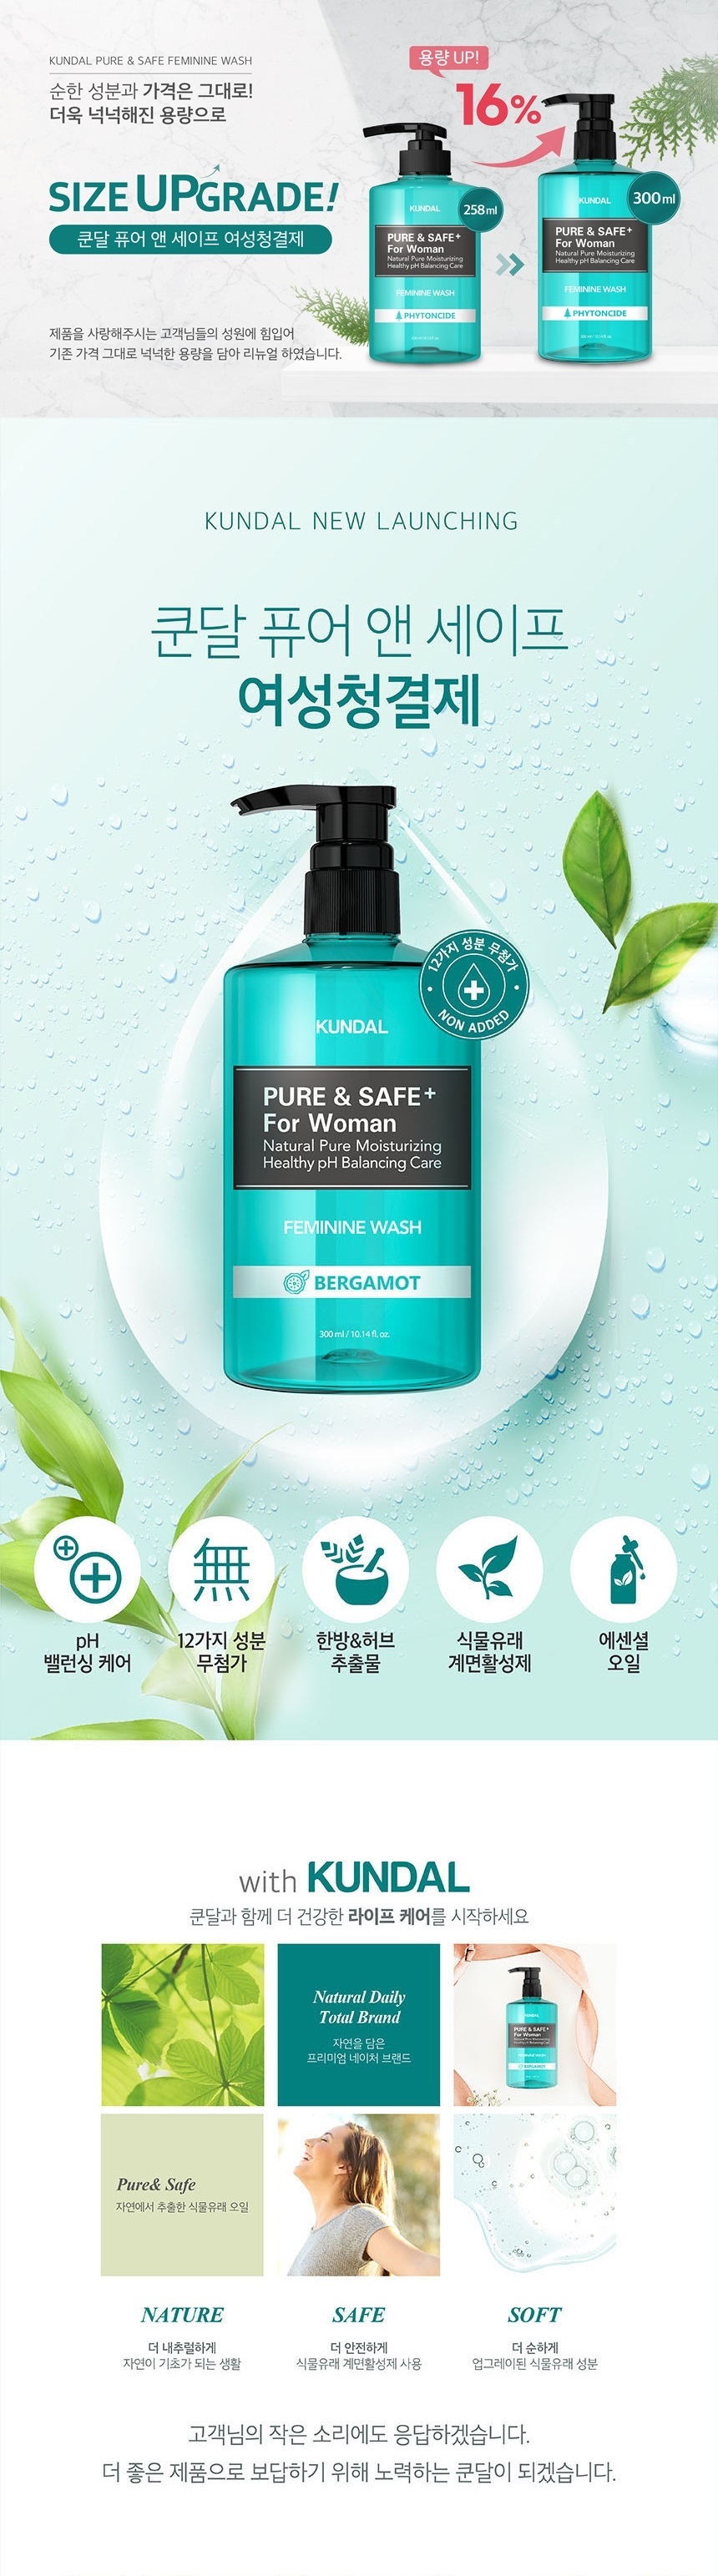 KUNDAL PURE & SAFE FEMININE WASH
순한 성분과 가격은 그대로!
더욱 넉넉해진 용량으로
SIZE UPGRADE!
쿤달 퓨어 앤 세이프 여성청결제
제품을 사랑해주시는 고객님들의 성원에 힘입어
기존 가격 그대로 넉넉한 용량을 담아 리뉴얼 하였습니다.
용량 UP!
16%
KUNDAL
258ml
PURE & SAFE+
For Woman
Natural Pure Moisturizing
Healthy pH Balancing Care
FEMININE WASH
PHYTONCIDE
KUNDAL
300ml
PURE & SAFE+
For Woman
Natural Pure Moisturizing
Healthy pH Balancing Care
FEMININE WASH
PHYTONCIDE
KUNDAL NEW LAUNCHING
쿤달 퓨어 앤 세이프
여성청결제
12가지 성분 무첨가
NON ADDED
KUNDAL
PURE & SAFE+
For Woman
Natural Pure Moisturizing
Healthy pH Balancing Care
FEMININE WASH
BERGAMOT
300 ml / 10.14 fl. oz.
無
pH
밸런싱 케어
12가지 성분
무첨가
한방&허브
추출물
식물유래
계면활성제
에센셜
오일
with KUNDAL
쿤달과 함께 더 건강한 라이프 케어를 시작하세요
Natural Daily
Total Brand
자연을 담은
프리미엄 네이처 브랜드
KUNDAL
PURE & SAFE+
For Woman
FEMININE WASH
BERGAMOT
Pure& Safe
자연에서 추출한 식물유래 오일
NATURE
더 내추럴하게
자연이 기초가 되는 생활
SAFE
더 안전하게
식물유래 계면활성제 사용
SOFT
더 순하게
업그레이된 식물유래 성분
고객님의 작은 소리에도 응답하겠습니다.
더 좋은 제품으로 보답하기 위해 노력하는 쿤달이 되겠습니다.